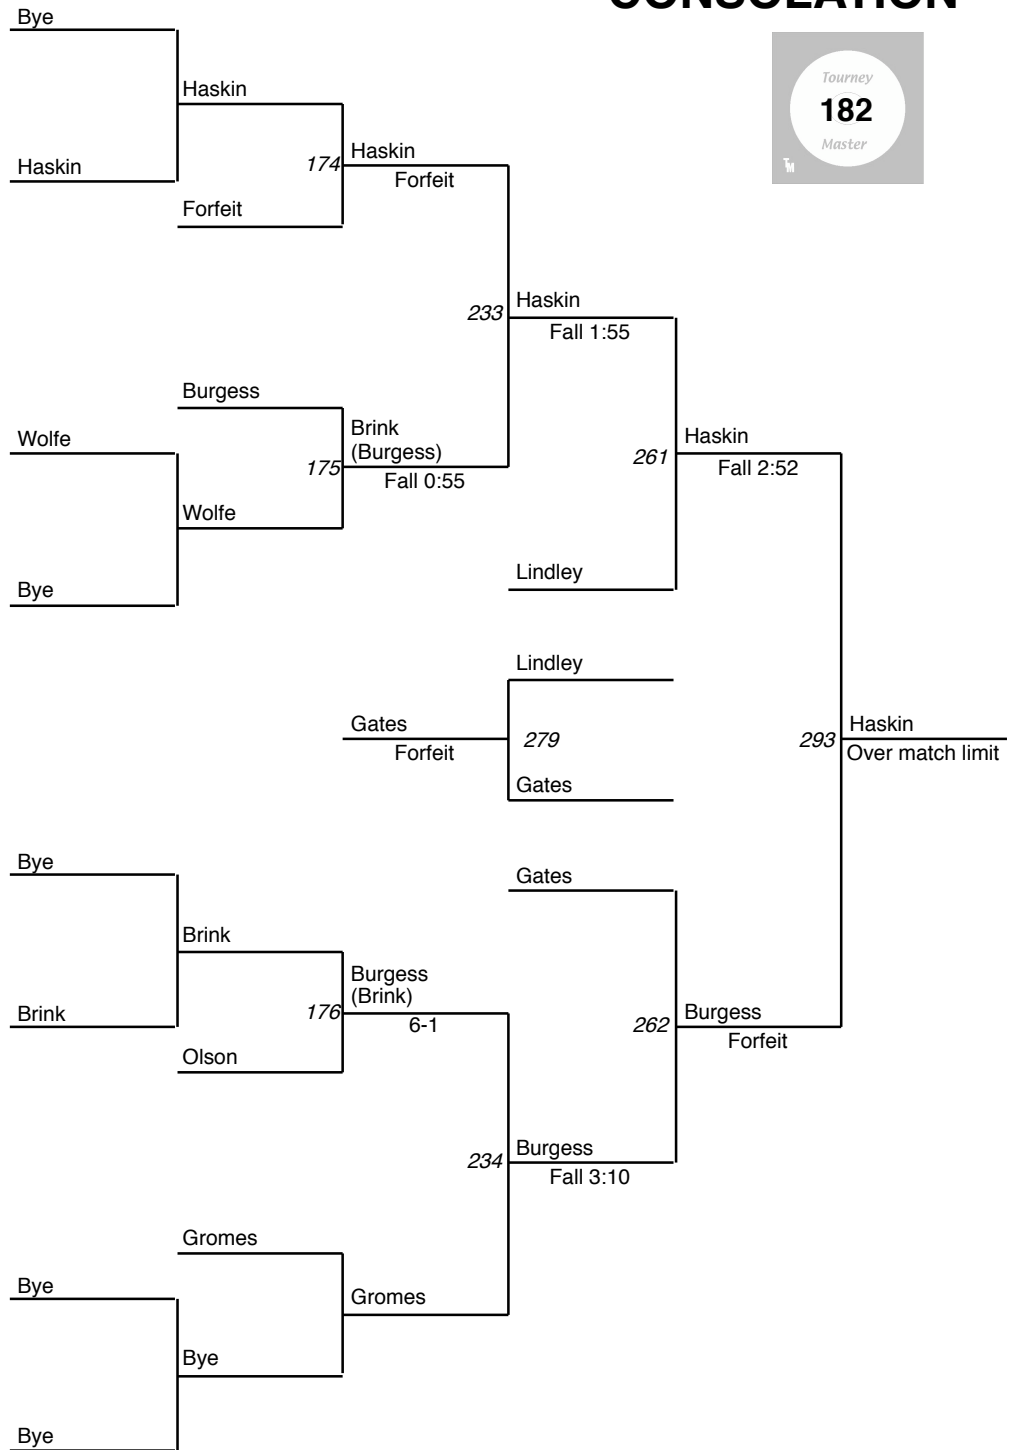 CONSOLATION
Bye
Tourney
182
Master
TM
Haskin
Haskin
174
Haskin
Forfeit
Forfeit
233
Haskin
Fall 1:55
Burgess
Wolfe
Brink
(Burgess)
175
Fall 0:55
Haskin
261
Fall 2:52
Wolfe
Lindley
Bye
Lindley
Gates
Forfeit
279
Gates
293
Haskin
Over match limit
Bye
Gates
Brink
Burgess
(Brink)
Brink
176
6-1
262
Burgess
Forfeit
Olson
234
Burgess
Fall 3:10
Gromes
Bye
Gromes
Bye
Bye